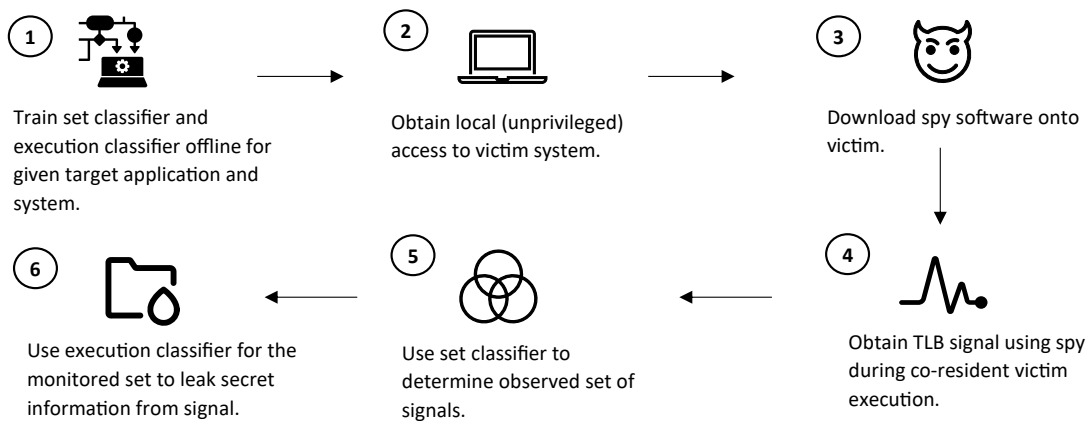 1
Train set classifier and
execution classifier offline for
given target application and
system.
2
Obtain local (unprivileged)
access to victim system.
3
Download spy software onto
victim.
4
Obtain TLB signal using spy
during co-resident victim
execution.
5
Use set classifier to
determine observed set of
signals.
6
Use execution classifier for the
monitored set to leak secret
information from signal.